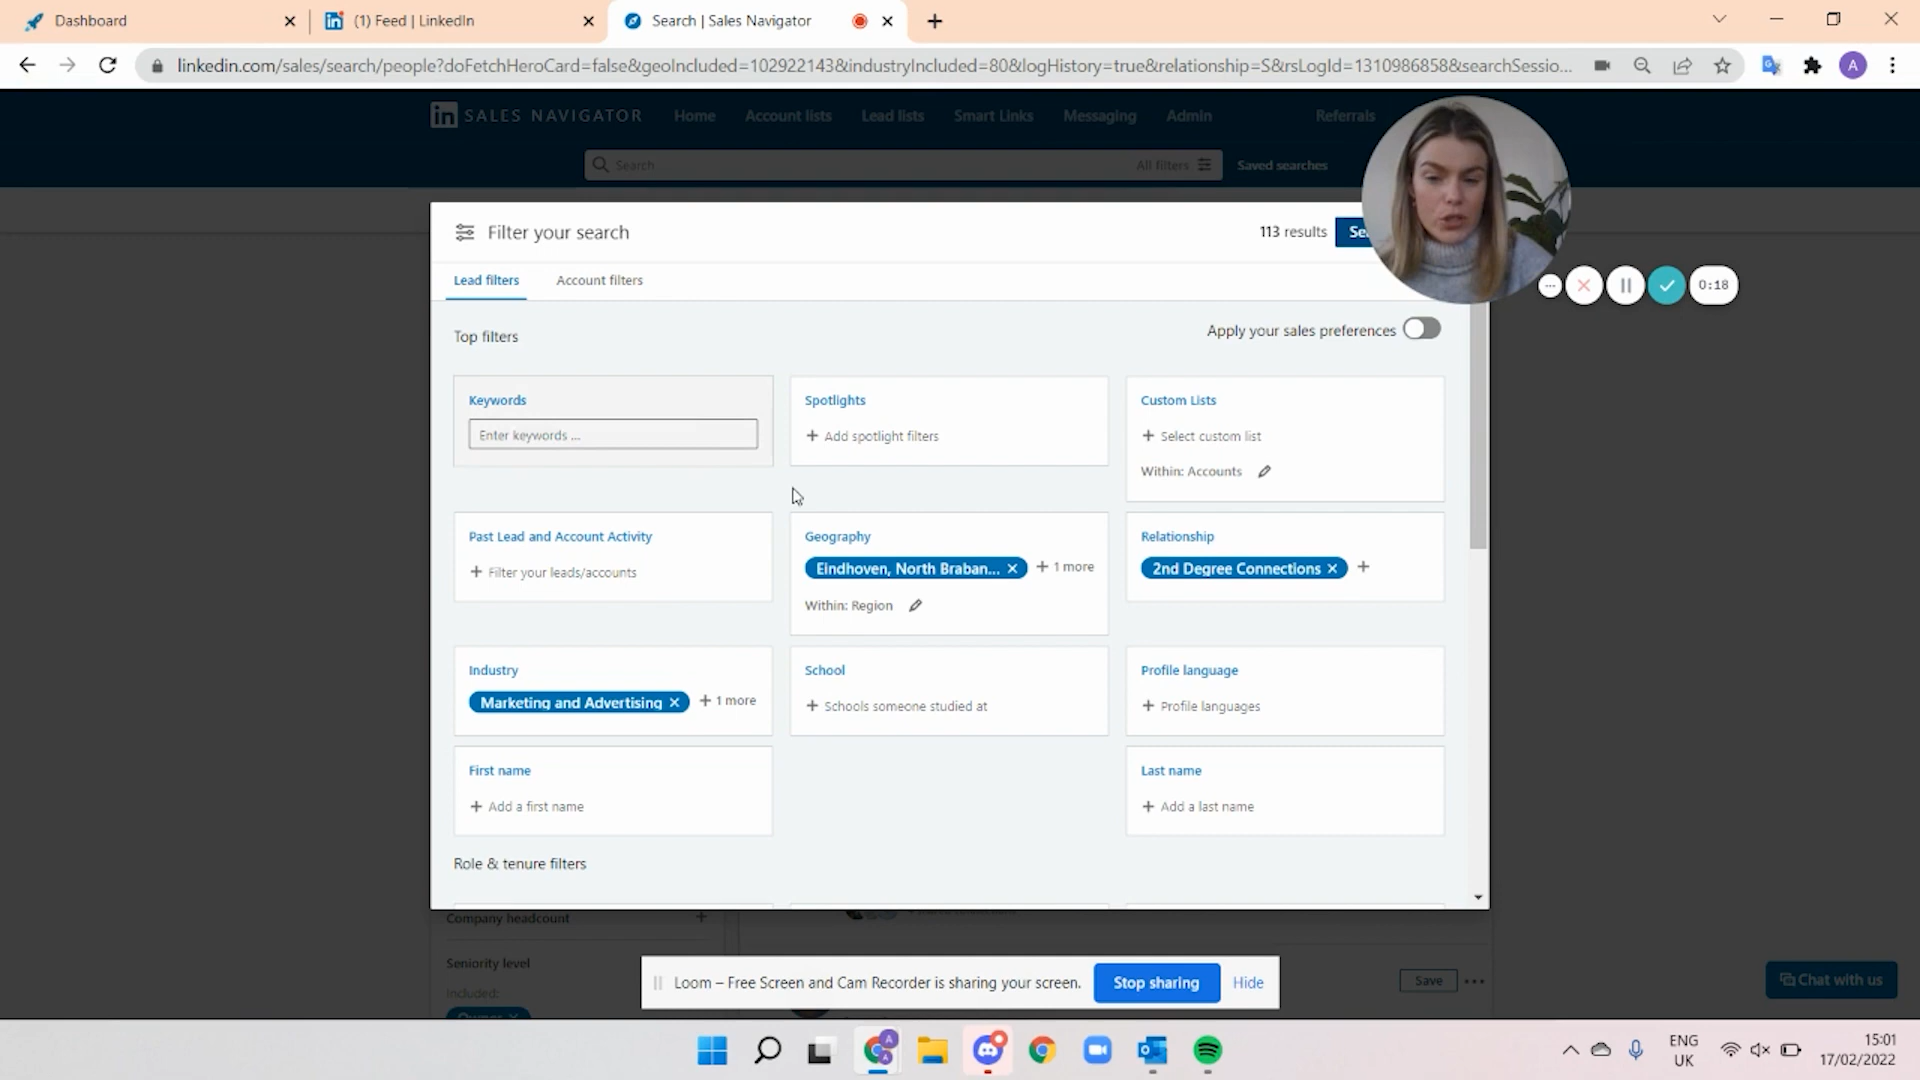 Dashboard
(1) Feed | LinkedIn
Search | Sales Navigator
linkedin.com/sales/search/people?doFetchHeroCard=false&geoIncluded=102922143&industryIncluded=80&logHistory=true&relationship=S&rsLogId=1310986858&searchSessio...
A
in SALES NAVIGATOR
Home
Account lists
Lead lists
Smart Links
Messaging
Admin
Referrals
Search
All filters
Saved searches
Filter your search
113 results
Lead filters
Account filters
0:18
Top filters
Apply your sales preferences
Keywords
Enter keywords ...
Spotlights
+ Add spotlight filters
Custom Lists
+ Select custom list
Within: Accounts
Past Lead and Account Activity
+ Filter your leads/accounts
Geography
Eindhoven, North Braban... × + 1 more
Within: Region
Relationship
2nd Degree Connections × +
Industry
Marketing and Advertising × + 1 more
School
+ Schools someone studied at
Profile language
+ Profile languages
First name
+ Add a first name
Last name
+ Add a last name
Role & tenure filters
Company headcount +
Seniority level
Included:
Owner ×
Loom – Free Screen and Cam Recorder is sharing your screen.
Stop sharing
Hide
Save
Chat with us
ENG
UK
15:01
17/02/2022